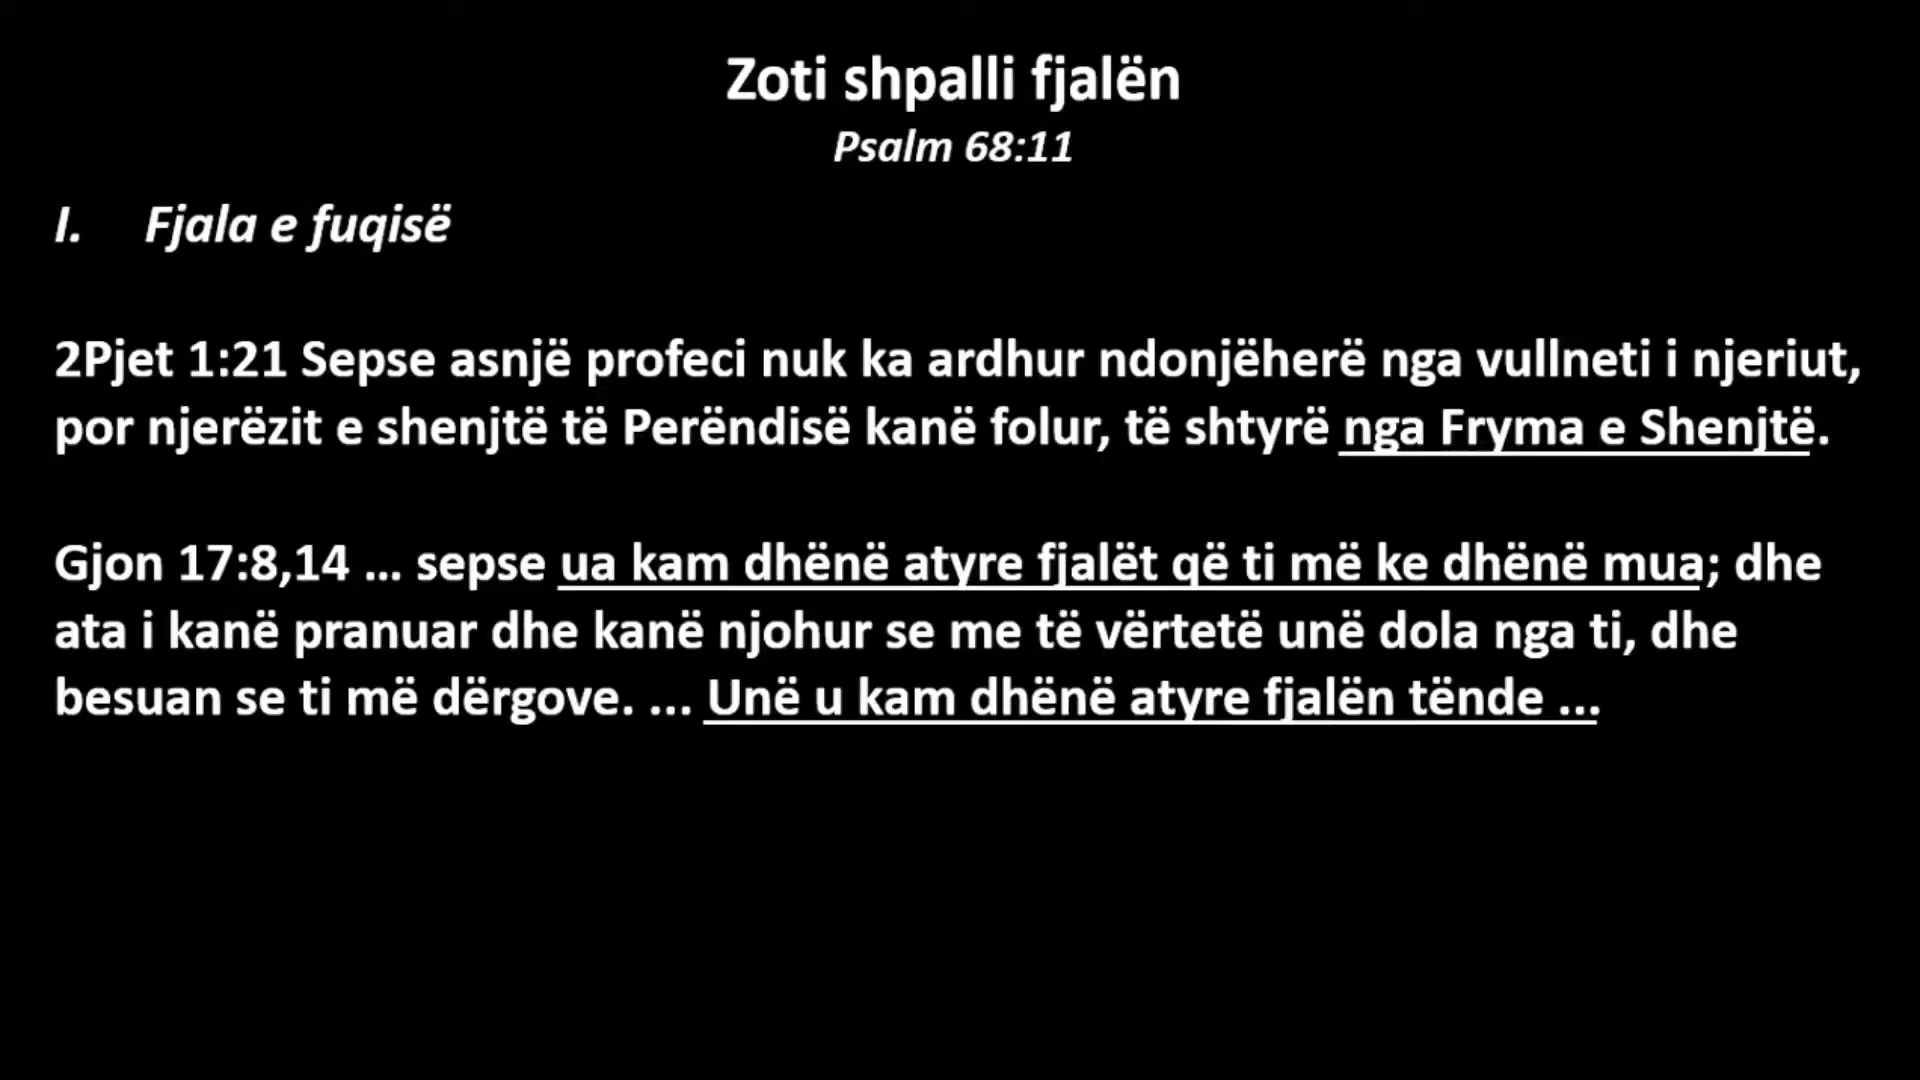 Zoti shpalli fjalën
Psalm 68:11
I. Fjala e fuqisë
2Pjet 1:21 Sepse asnjë profeci nuk ka ardhur ndonjëherë nga vullneti i njeriut,
por njerëzit e shenjtë të Perëndisë kanë folur, të shtyrë nga Fryma e Shenjtë.
Gjon 17:8,14 ... sepse ua kam dhënë atyre fjalët që ti më ke dhënë mua; dhe
ata i kanë pranuar dhe kanë njohur se me të vërtetë unë dola nga ti, dhe
besuan se ti më dërgove. ... Unë u kam dhënë atyre fjalën tënde ...